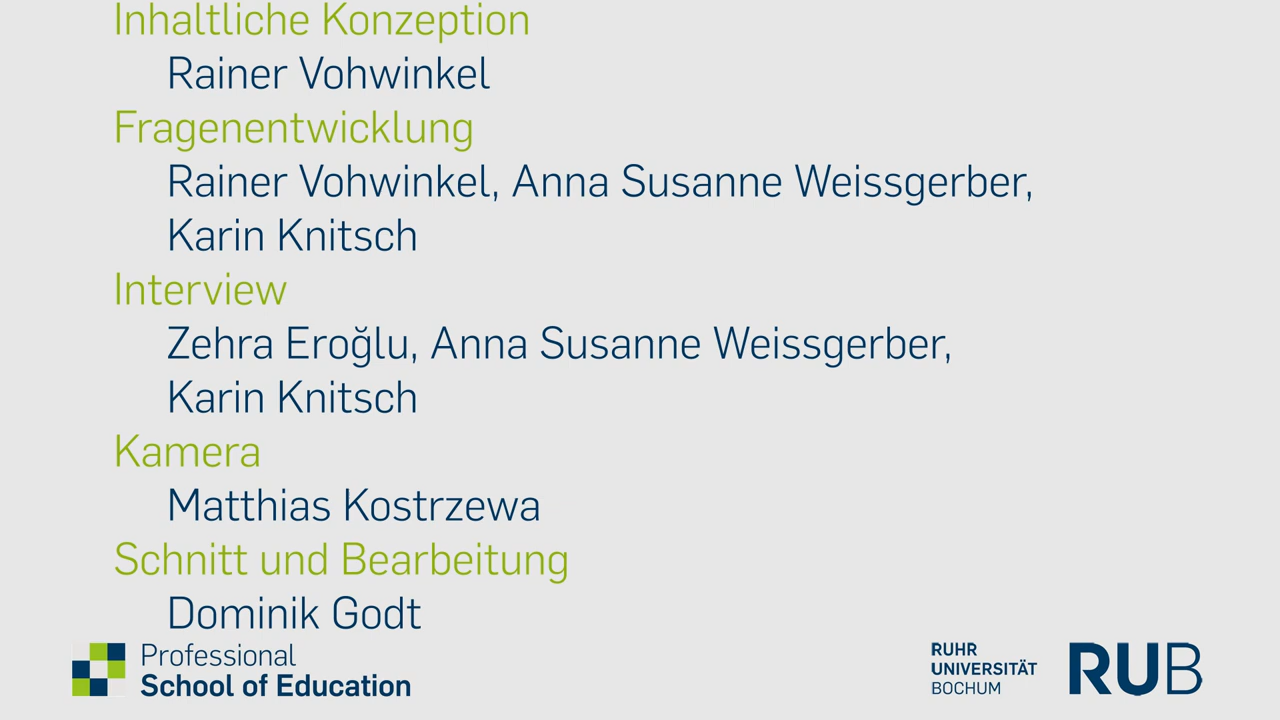 Inhaltliche Konzeption
Rainer Vohwinkel
Fragenentwicklung
Rainer Vohwinkel, Anna Susanne Weissgerber,
Karin Knitsch
Interview
Zehra Eroğlu, Anna Susanne Weissgerber,
Karin Knitsch
Kamera
Matthias Kostrzewa
Schnitt und Bearbeitung
Dominik Godt
Professional
School of Education
RUHR
UNIVERSITÄT
BOCHUM
RUB